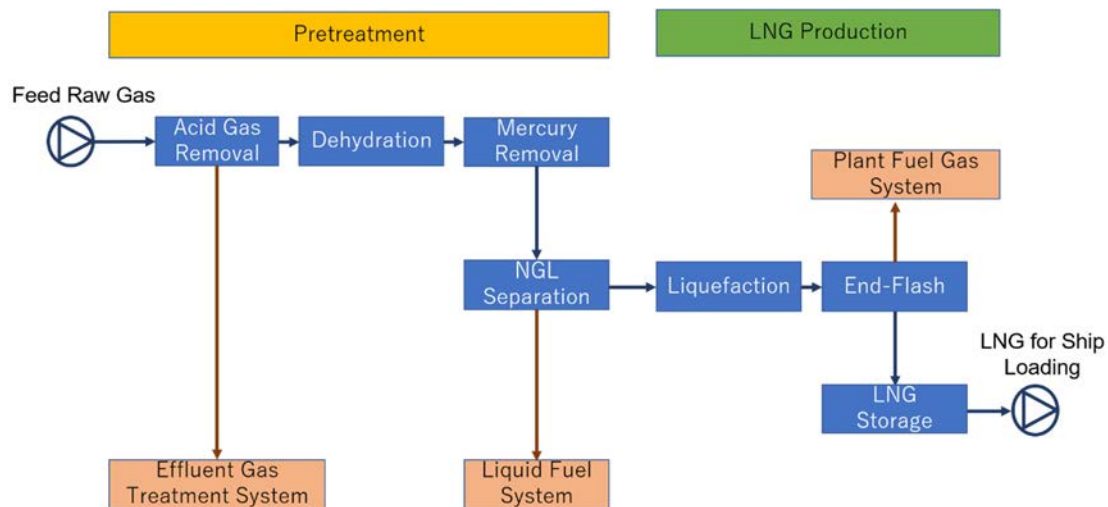 Pretreatment
LNG Production
Feed Raw Gas
Acid Gas
Removal
Dehydration
Mercury
Removal
Plant Fuel Gas
System
NGL
Separation
Liquefaction
End-Flash
LNG for Ship
Loading
LNG
Storage
Effluent Gas
Treatment System
Liquid Fuel
System